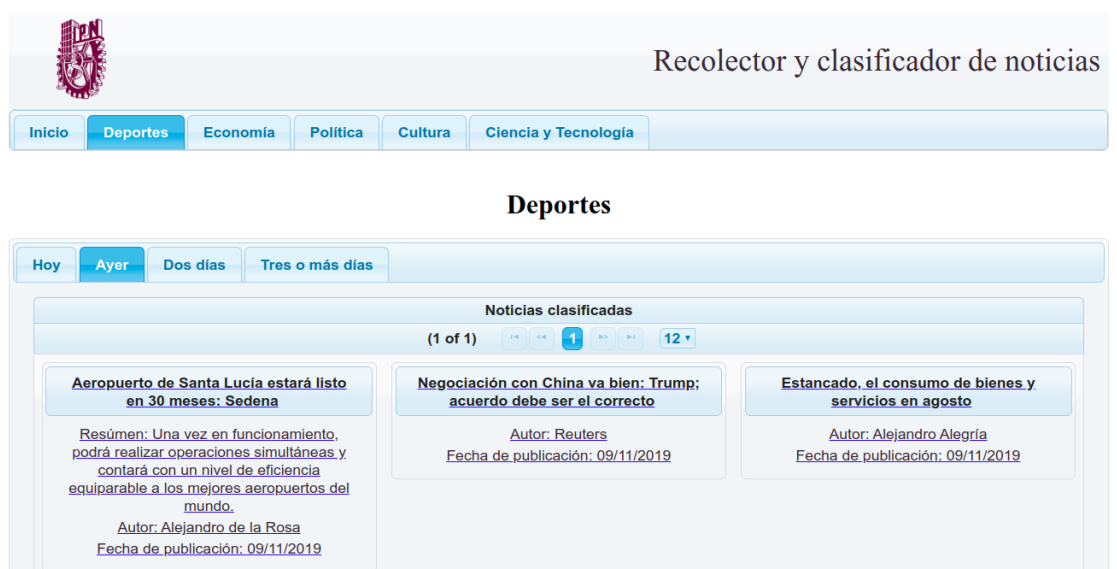 IPN
Recolector y clasificador de noticias
Inicio Deportes Economía Política Cultura Ciencia y Tecnología
Deportes
Hoy Ayer Dos días Tres o más días
Noticias clasificadas
(1 of 1) 1 12
Aeropuerto de Santa Lucía estará listo
en 30 meses: Sedena
Resúmen: Una vez en funcionamiento,
podrá realizar operaciones simultáneas y
contará con un nivel de eficiencia
equiparable a los mejores aeropuertos del
mundo.
Autor: Alejandro de la Rosa
Fecha de publicación: 09/11/2019
Negociación con China va bien: Trump;
acuerdo debe ser el correcto
Autor: Reuters
Fecha de publicación: 09/11/2019
Estancado, el consumo de bienes y
servicios en agosto
Autor: Alejandro Alegría
Fecha de publicación: 09/11/2019